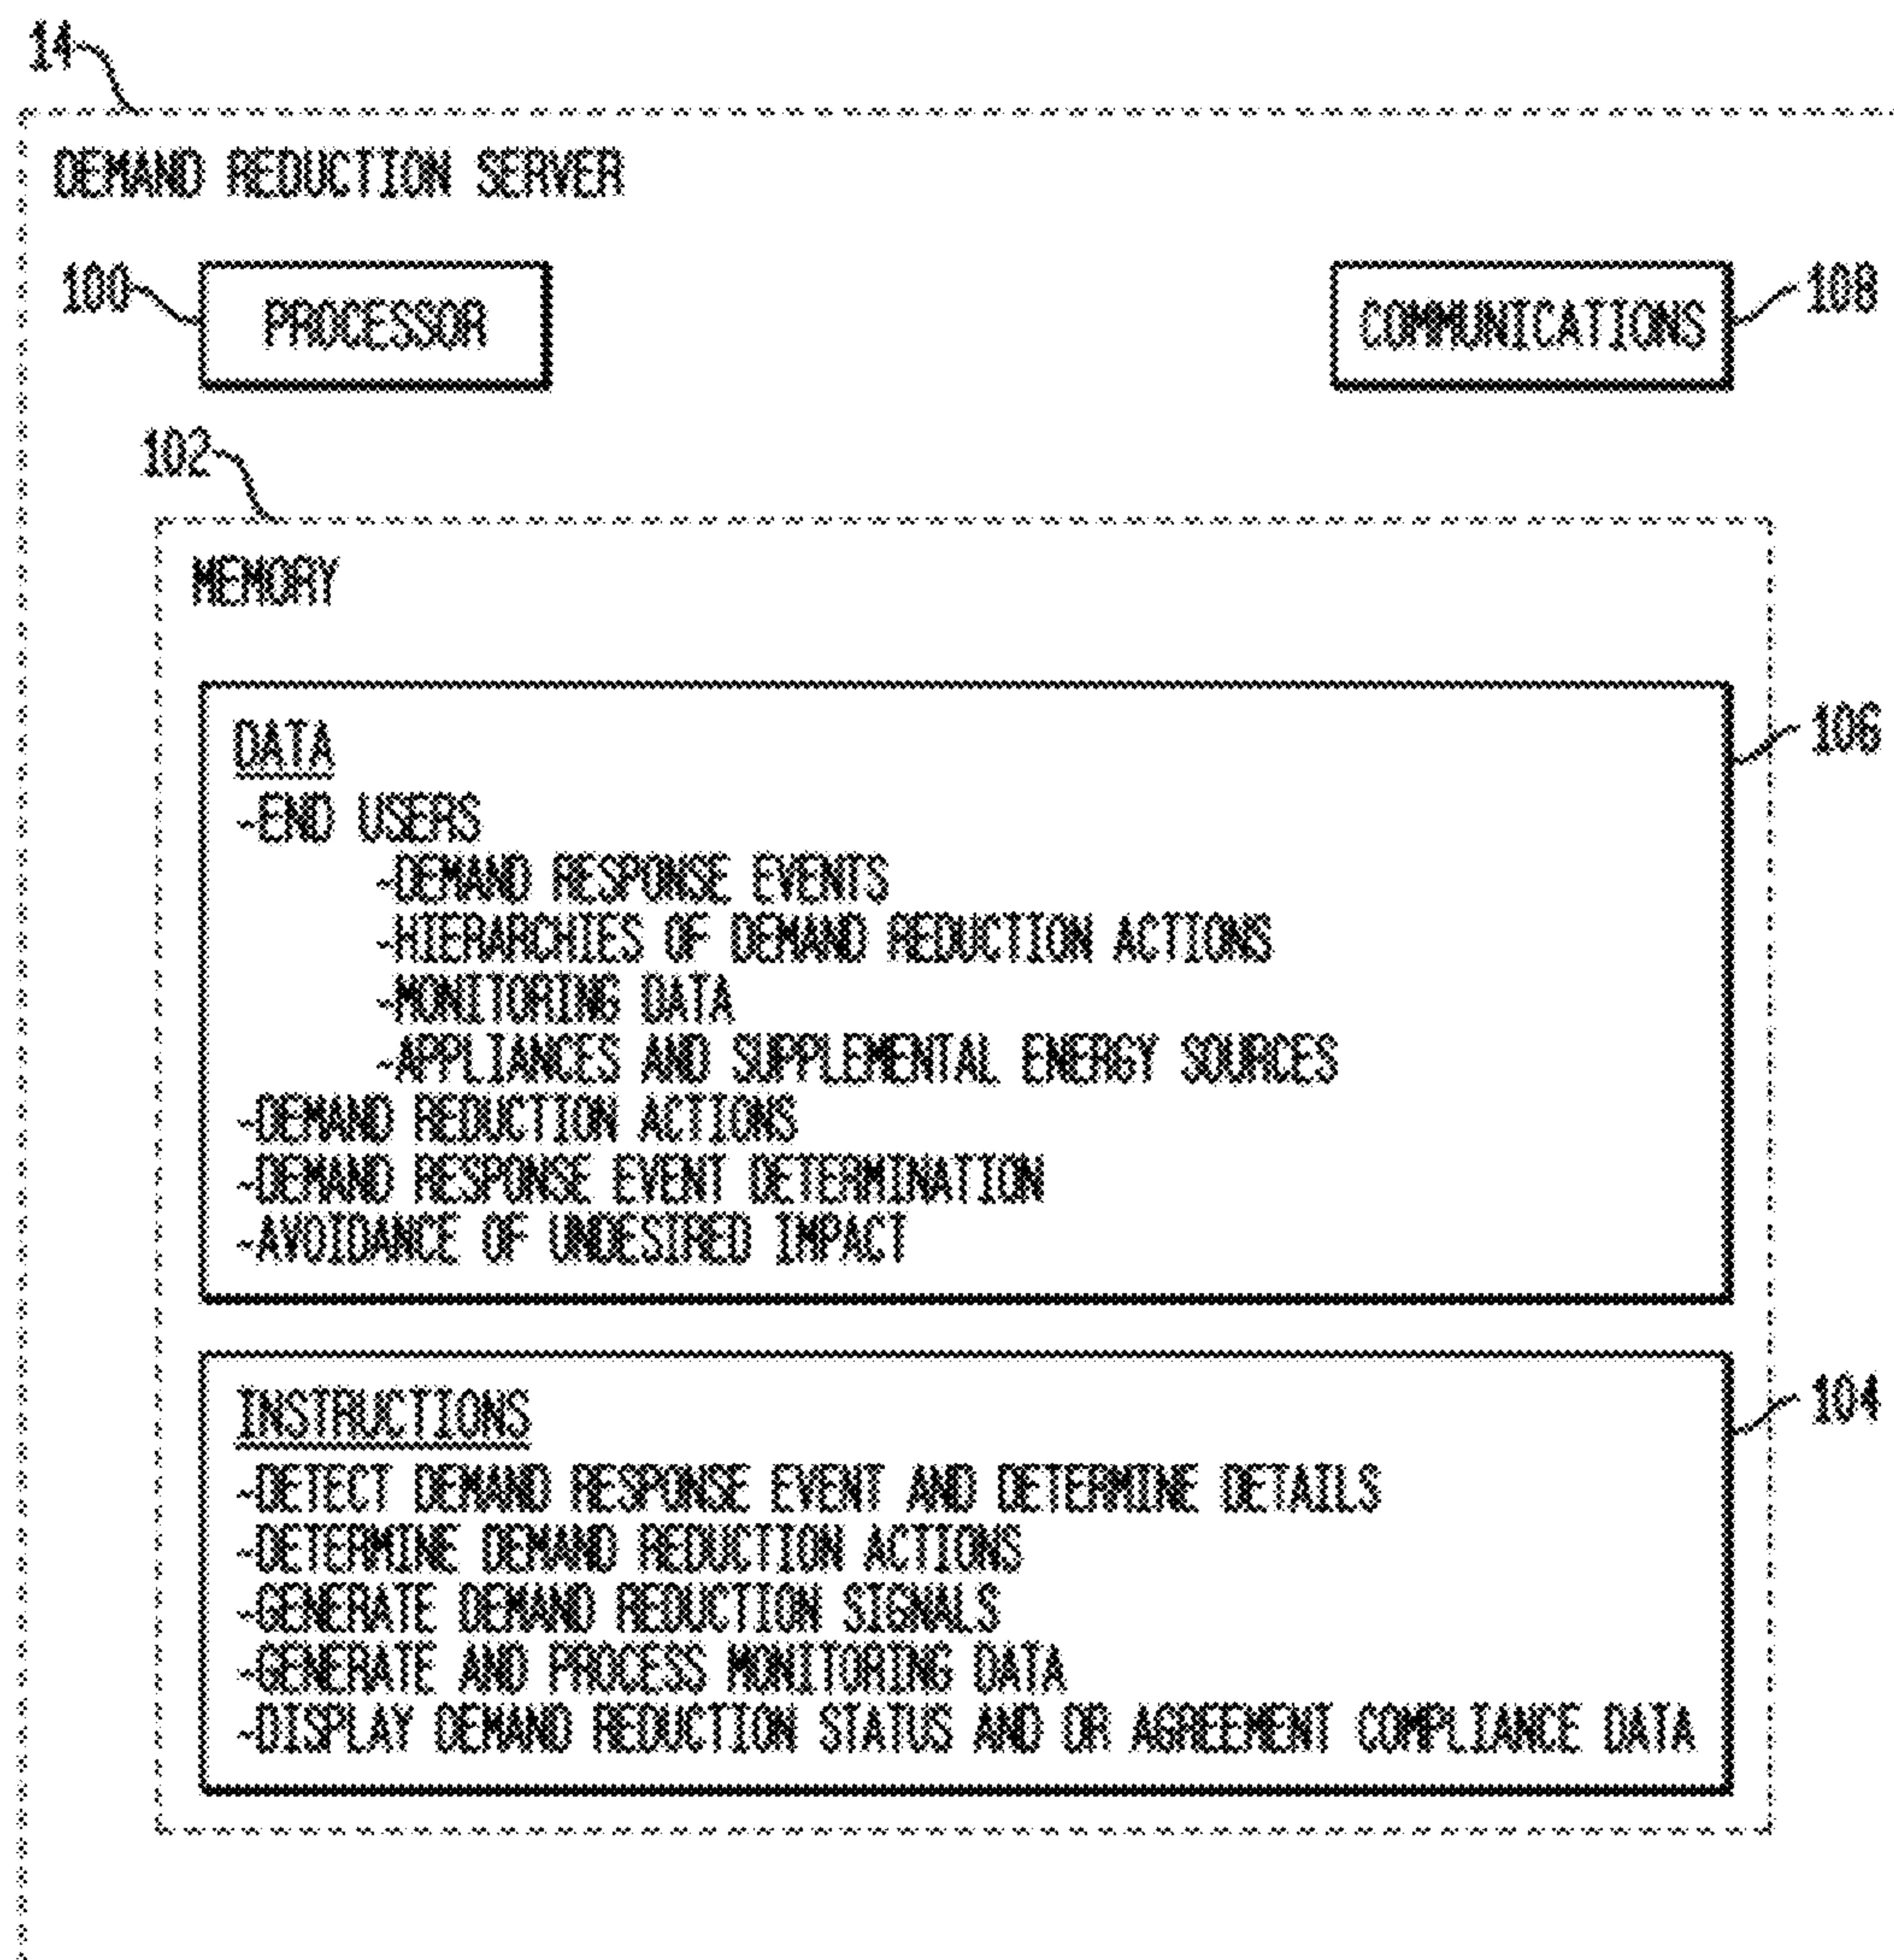 14
DEMAND REDUCTION SERVER
100
PROCESSOR
COMMUNICATIONS
108
102
MEMORY
106
DATA
-END USERS
-DEMAND RESPONSE EVENTS
-HIERARCHIES OF DEMAND REDUCTION ACTIONS
-MONITORING DATA
-APPLIANCES AND SUPPLEMENTAL ENERGY SOURCES
-DEMAND REDUCTION ACTIONS
-DEMAND RESPONSE EVENT DETERMINATION
-AVOIDANCE OF UNDESIRED IMPACT
104
INSTRUCTIONS
-DETECT DEMAND RESPONSE EVENT AND DETERMINE DETAILS
-DETERMINE DEMAND REDUCTION ACTIONS
-GENERATE DEMAND REDUCTION SIGNALS
-GENERATE AND PROCESS MONITORING DATA
-DISPLAY DEMAND REDUCTION STATUS AND OR AGREEMENT COMPLIANCE DATA